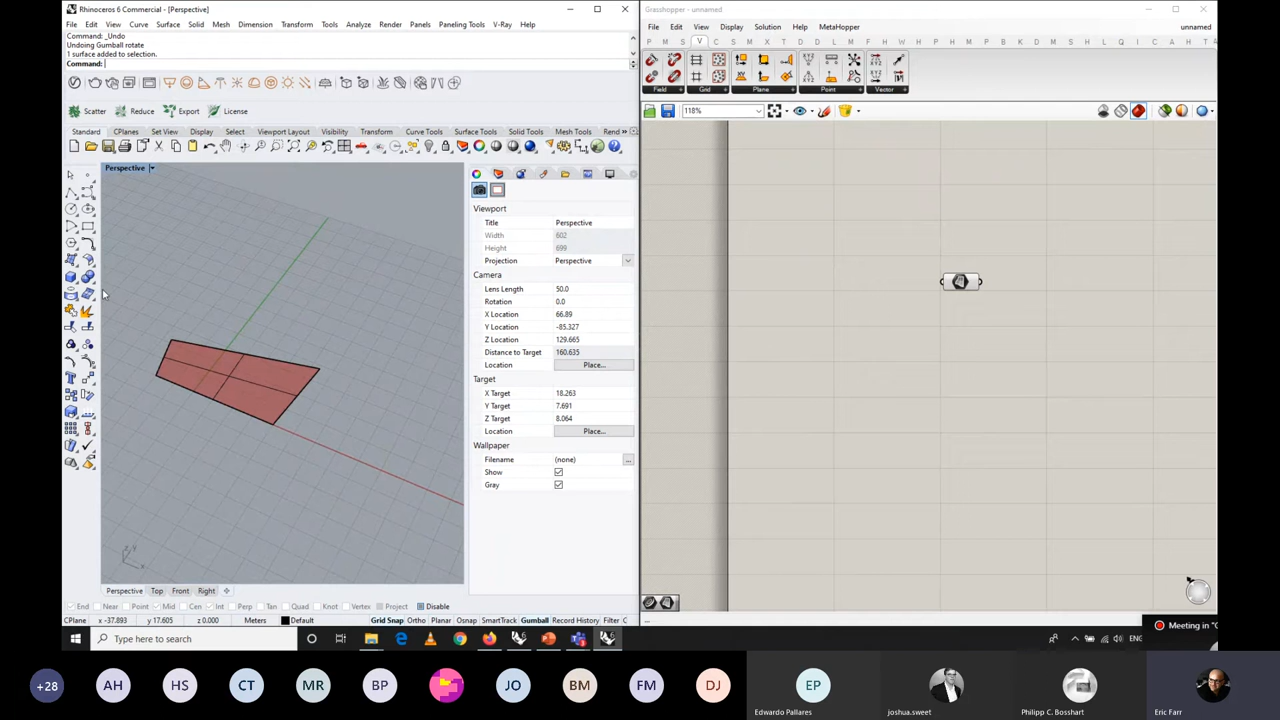 Rhinoceros 6 Commercial - [Perspective]
File Edit View Curve Surface Solid Mesh Dimension Transform Tools Analyze Render Panels Paneling Tools V-Ray Help
Command: _Undo
Undoing Gumball rotate
1 surface added to selection.
Command:
Scatter Reduce Export License
Standard CPlanes Set View Display Select Viewport Layout Visibility Transform Curve Tools Surface Tools Solid Tools Mesh Tools Rend »
Perspective
Viewport
Title Perspective
Width 602
Height 699
Projection Perspective
Camera
Lens Length 50.0
Rotation 0.0
X Location 66.89
Y Location -85.327
Z Location 129.665
Distance to Target 160.635
Location Place...
Target
X Target 18.263
Y Target 7.691
Z Target 8.064
Location Place...
Wallpaper
Filename (none) ...
Show
Gray
Perspective Top Front Right
End Near Point Mid Cen Int Perp Tan Quad Knot Vertex Project Disable
CPlane x -37.893 y 17.605 z 0.000 Meters Default Grid Snap Ortho Planar Osnap SmartTrack Gumball Record History Filter C
Grasshopper - unnamed
File Edit View Display Solution Help MetaHopper unnamed
P M S V C S M X T D V L K P H W E P M P H D K P L B F S T A
Field Grid Plane Point Vector
118%
Type here to search
ENG
Meeting in "G
+28 AH HS CT MR BP JO BM FM DJ EP
Edwardo Pallares joshua.sweet Philipp C. Bosshart Eric Farr